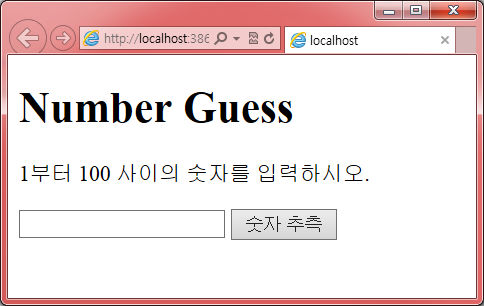 http://localhost:386
localhost
Number Guess
1부터 100 사이의 숫자를 입력하시오.
숫자 추측